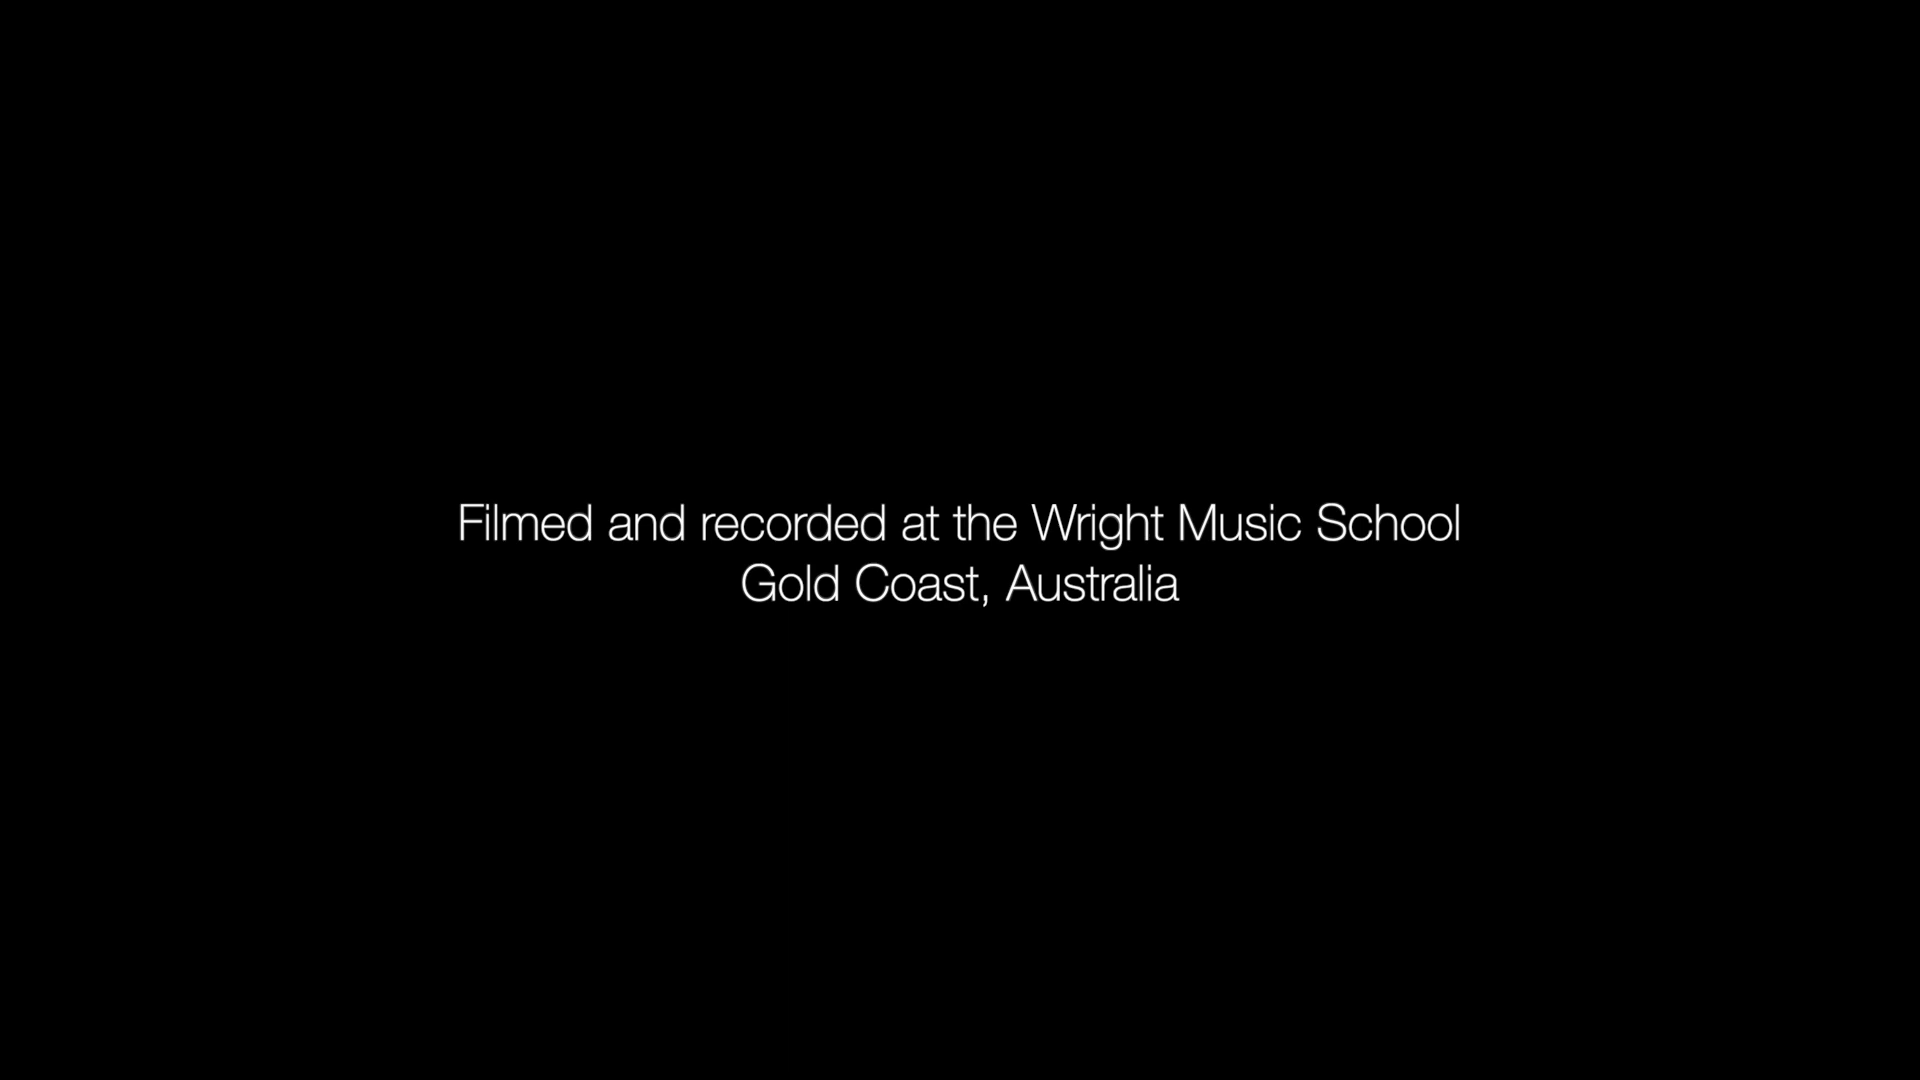 Filmed and recorded at the Wright Music School
Gold Coast, Australia